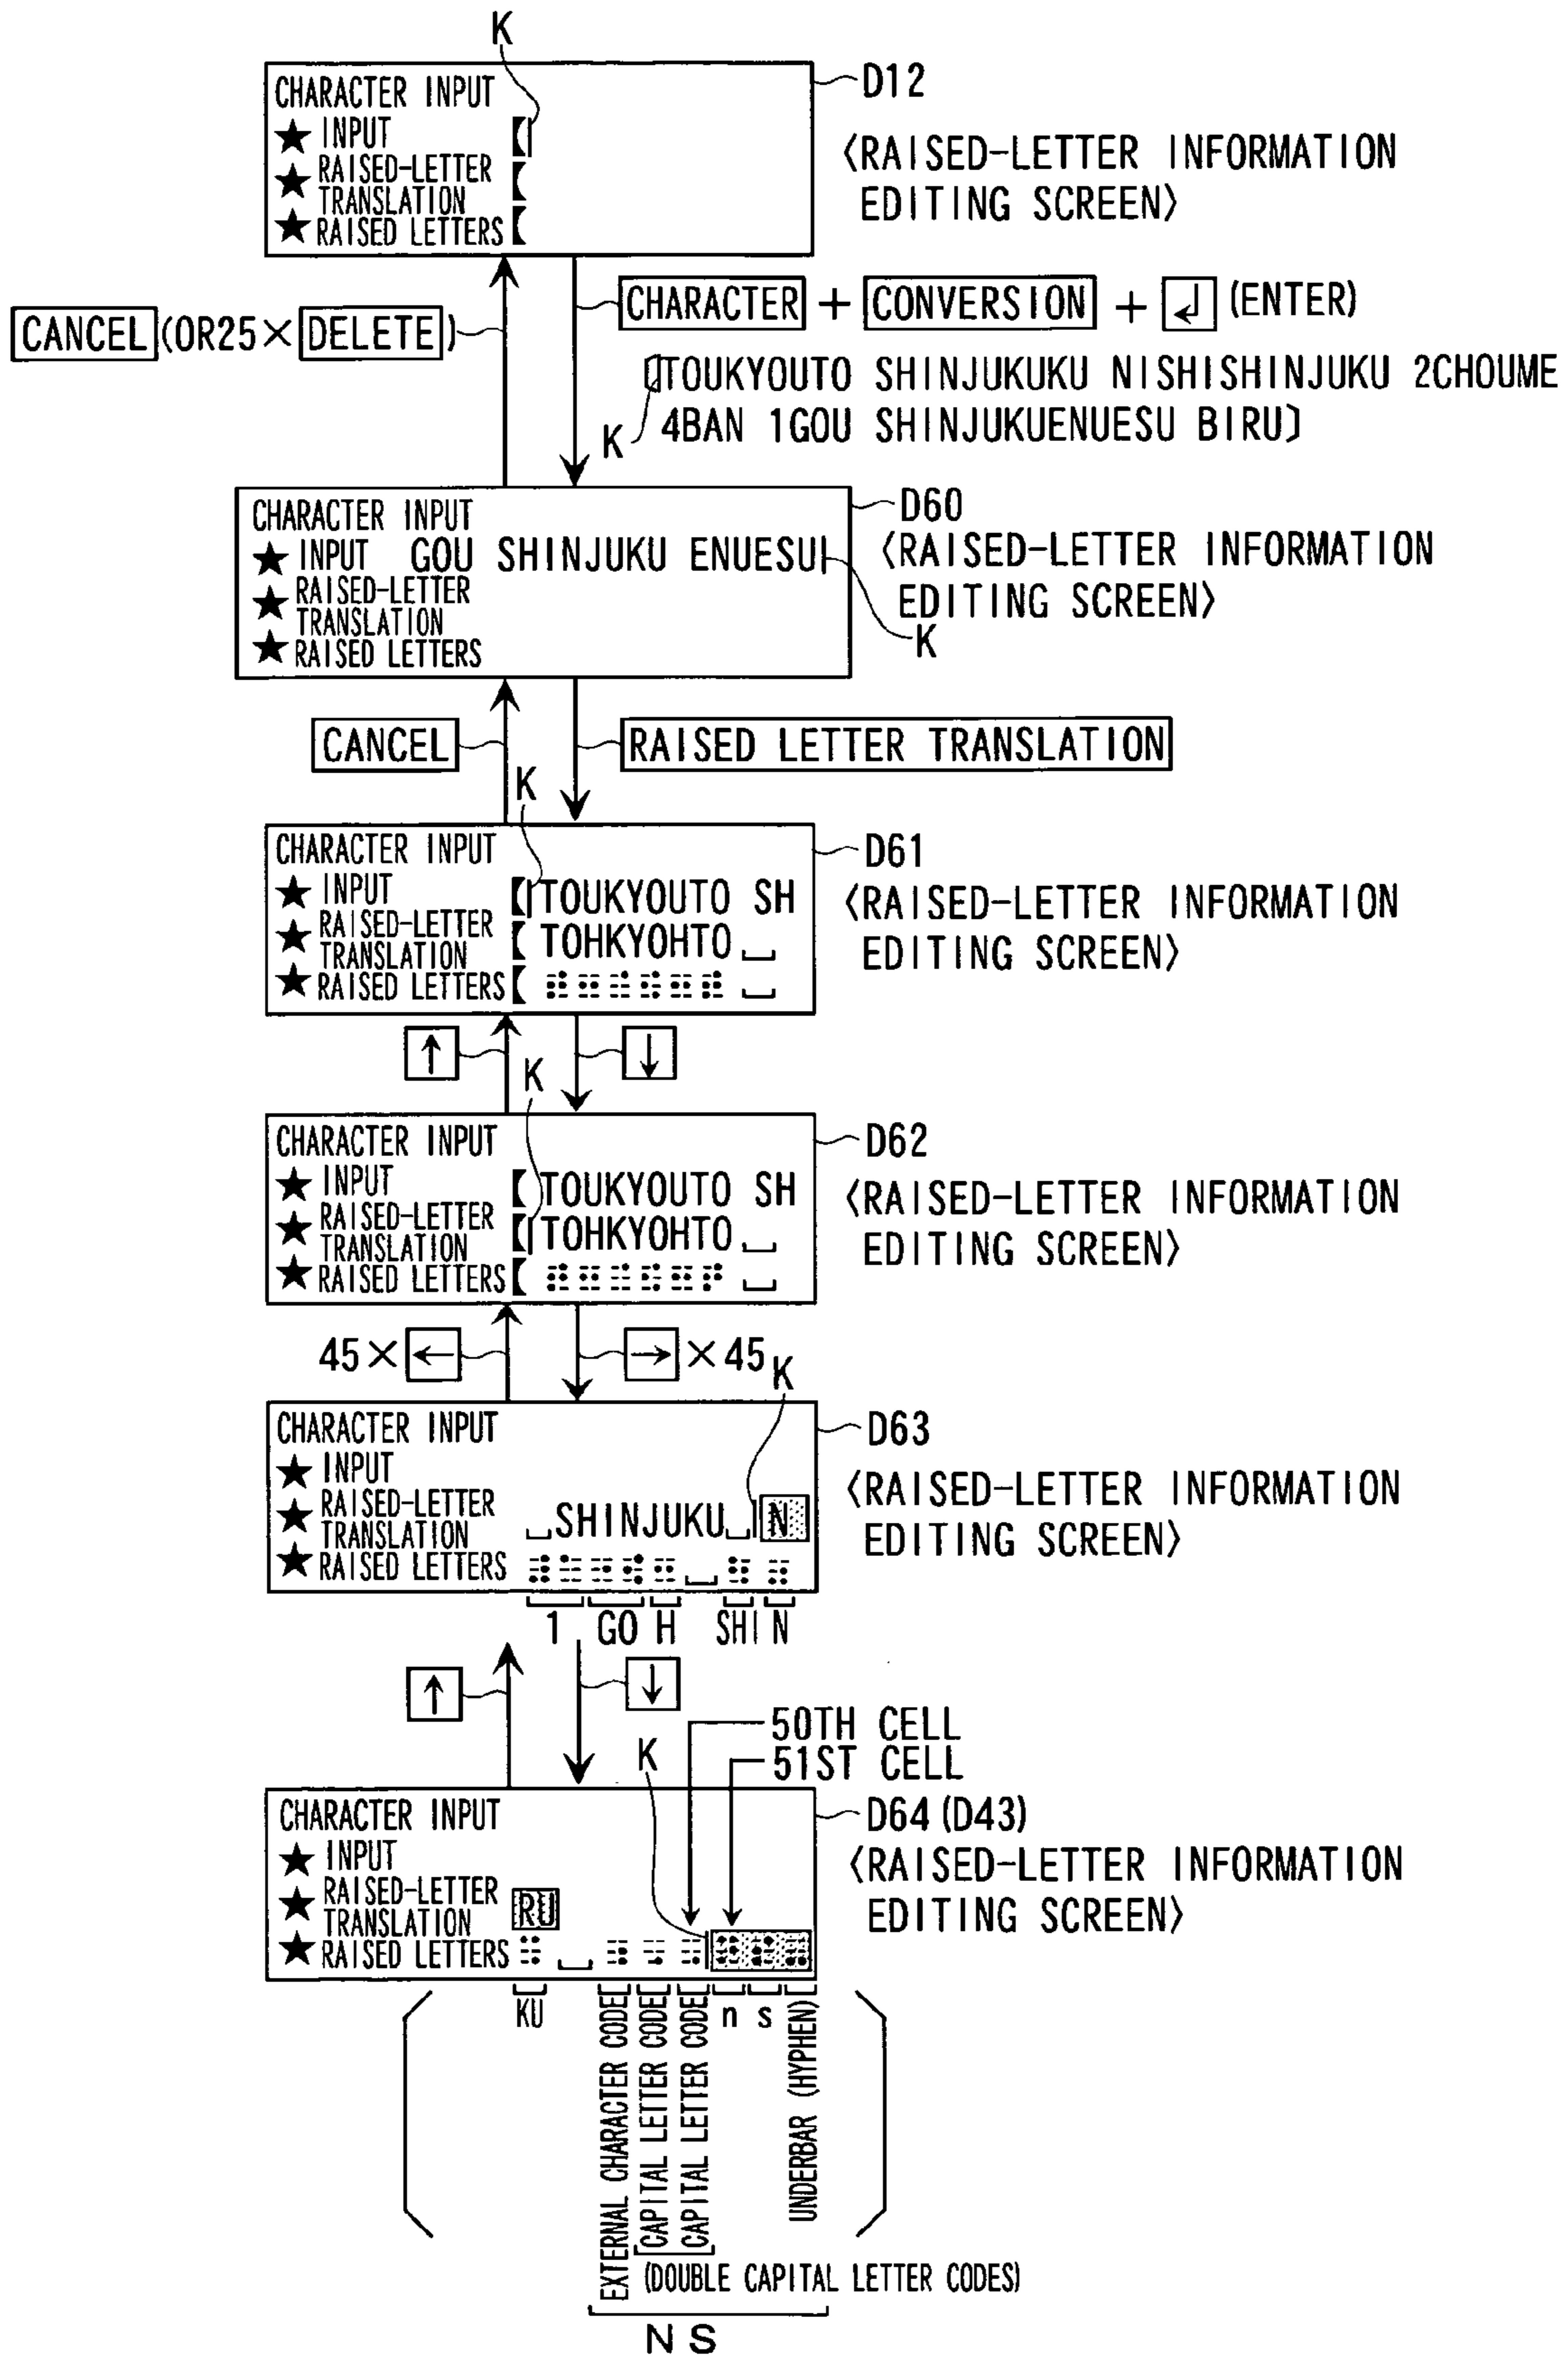 K
CHARACTER INPUT
D12
★ INPUT
★ RAISED-LETTER
TRANSLATION
★ RAISED LETTERS
〈RAISED-LETTER INFORMATION
EDITING SCREEN〉
CANCEL (OR25×DELETE)
CHARACTER + CONVERSION + ↲ (ENTER)
〔TOUKYOUTO SHINJUKUKU NISHISHINJUKU 2CHOUME
K 4BAN 1GOU SHINJUKUENUESU BIRU〕
CHARACTER INPUT
D60
★ INPUT GOU SHINJUKU ENUESU
★ RAISED-LETTER
TRANSLATION
★ RAISED LETTERS
〈RAISED-LETTER INFORMATION
EDITING SCREEN〉
K
CANCEL
RAISED LETTER TRANSLATION
K
CHARACTER INPUT
D61
★ INPUT TOUKYOUTO SH
★ RAISED-LETTER
TRANSLATION TOHKYOHTO
★ RAISED LETTERS
〈RAISED-LETTER INFORMATION
EDITING SCREEN〉
↑ ↓
K
CHARACTER INPUT
D62
★ INPUT TOUKYOUTO SH
★ RAISED-LETTER
TRANSLATION TOHKYOHTO
★ RAISED LETTERS
〈RAISED-LETTER INFORMATION
EDITING SCREEN〉
45×← →×45
K
CHARACTER INPUT
D63
★ INPUT
★ RAISED-LETTER
TRANSLATION SHINJUKU N
★ RAISED LETTERS
〈RAISED-LETTER INFORMATION
EDITING SCREEN〉
1 GO H SHI N
↑ ↓
50TH CELL
51ST CELL
K
CHARACTER INPUT
D64 (D43)
★ INPUT
★ RAISED-LETTER
TRANSLATION RU
★ RAISED LETTERS
〈RAISED-LETTER INFORMATION
EDITING SCREEN〉
KU
EXTERNAL CHARACTER CODE
CAPITAL LETTER CODE
CAPITAL LETTER CODE
n s
UNDERBAR (HYPHEN)
(DOUBLE CAPITAL LETTER CODES)
NS